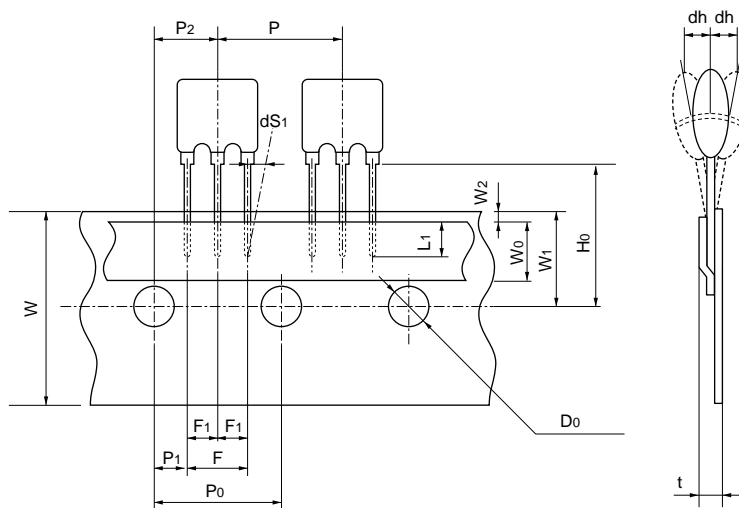 P2 P dh dh
dS1
W2
L1 W0 W1 H0
W
F1 F1 D0
P1 F
P0 t